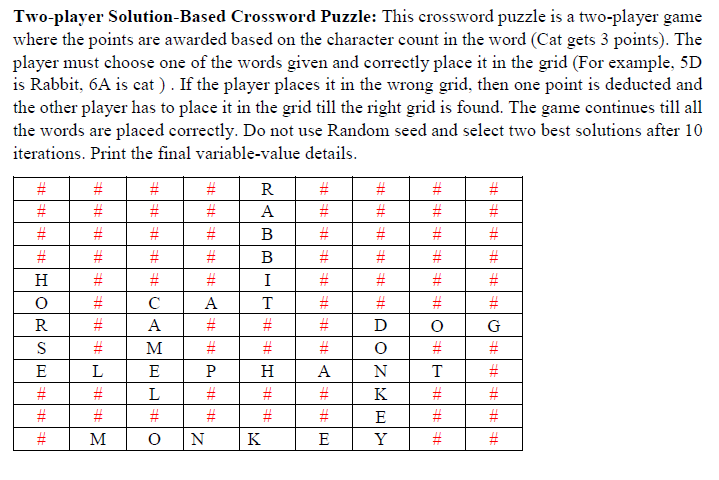 Two-player Solution-Based Crossword Puzzle: This crossword puzzle is a two-player game
where the points are awarded based on the character count in the word (Cat gets 3 points). The
player must choose one of the words given and correctly place it in the grid (For example, 5D
is Rabbit, 6A is cat ) . If the player places it in the wrong grid, then one point is deducted and
the other player has to place it in the grid till the right grid is found. The game continues till all
the words are placed correctly. Do not use Random seed and select two best solutions after 10
iterations. Print the final variable-value details.
# # # # R # # # #
# # # # A # # # #
# # # # B # # # #
# # # # B # # # #
H # # # I # # # #
O # C A T # # # #
R # A # # # D O G
S # M # # # O # #
E L E P H A N T #
# # L # # # K # #
# # # # # # E # #
# M O N K E Y # #